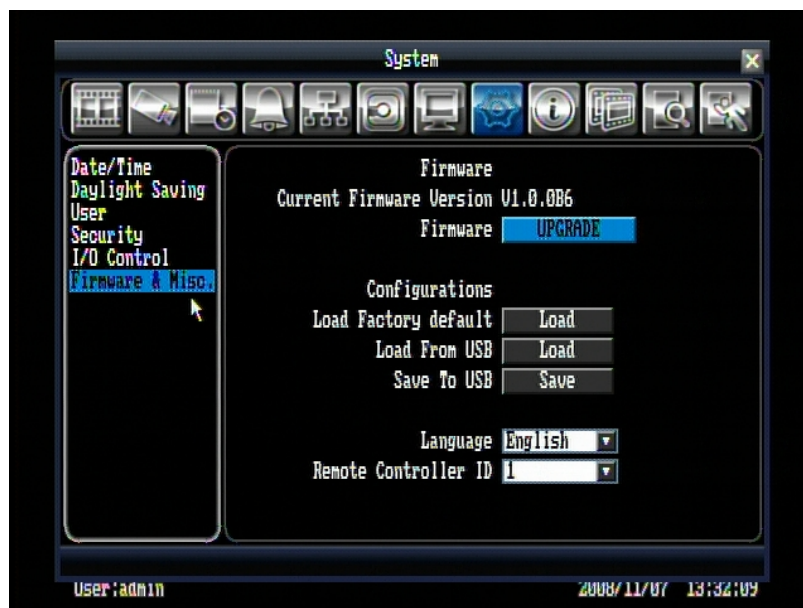 System
Date/Time
Daylight Saving
User
Security
I/O Control
Firmware & Misc.
Firmware
Current Firmware Version V1.0.0B6
Firmware UPGRADE
Configurations
Load Factory default Load
Load From USB Load
Save To USB Save
Language English
Remote Controller ID 1
User:admin 2008/11/07 13:32:09